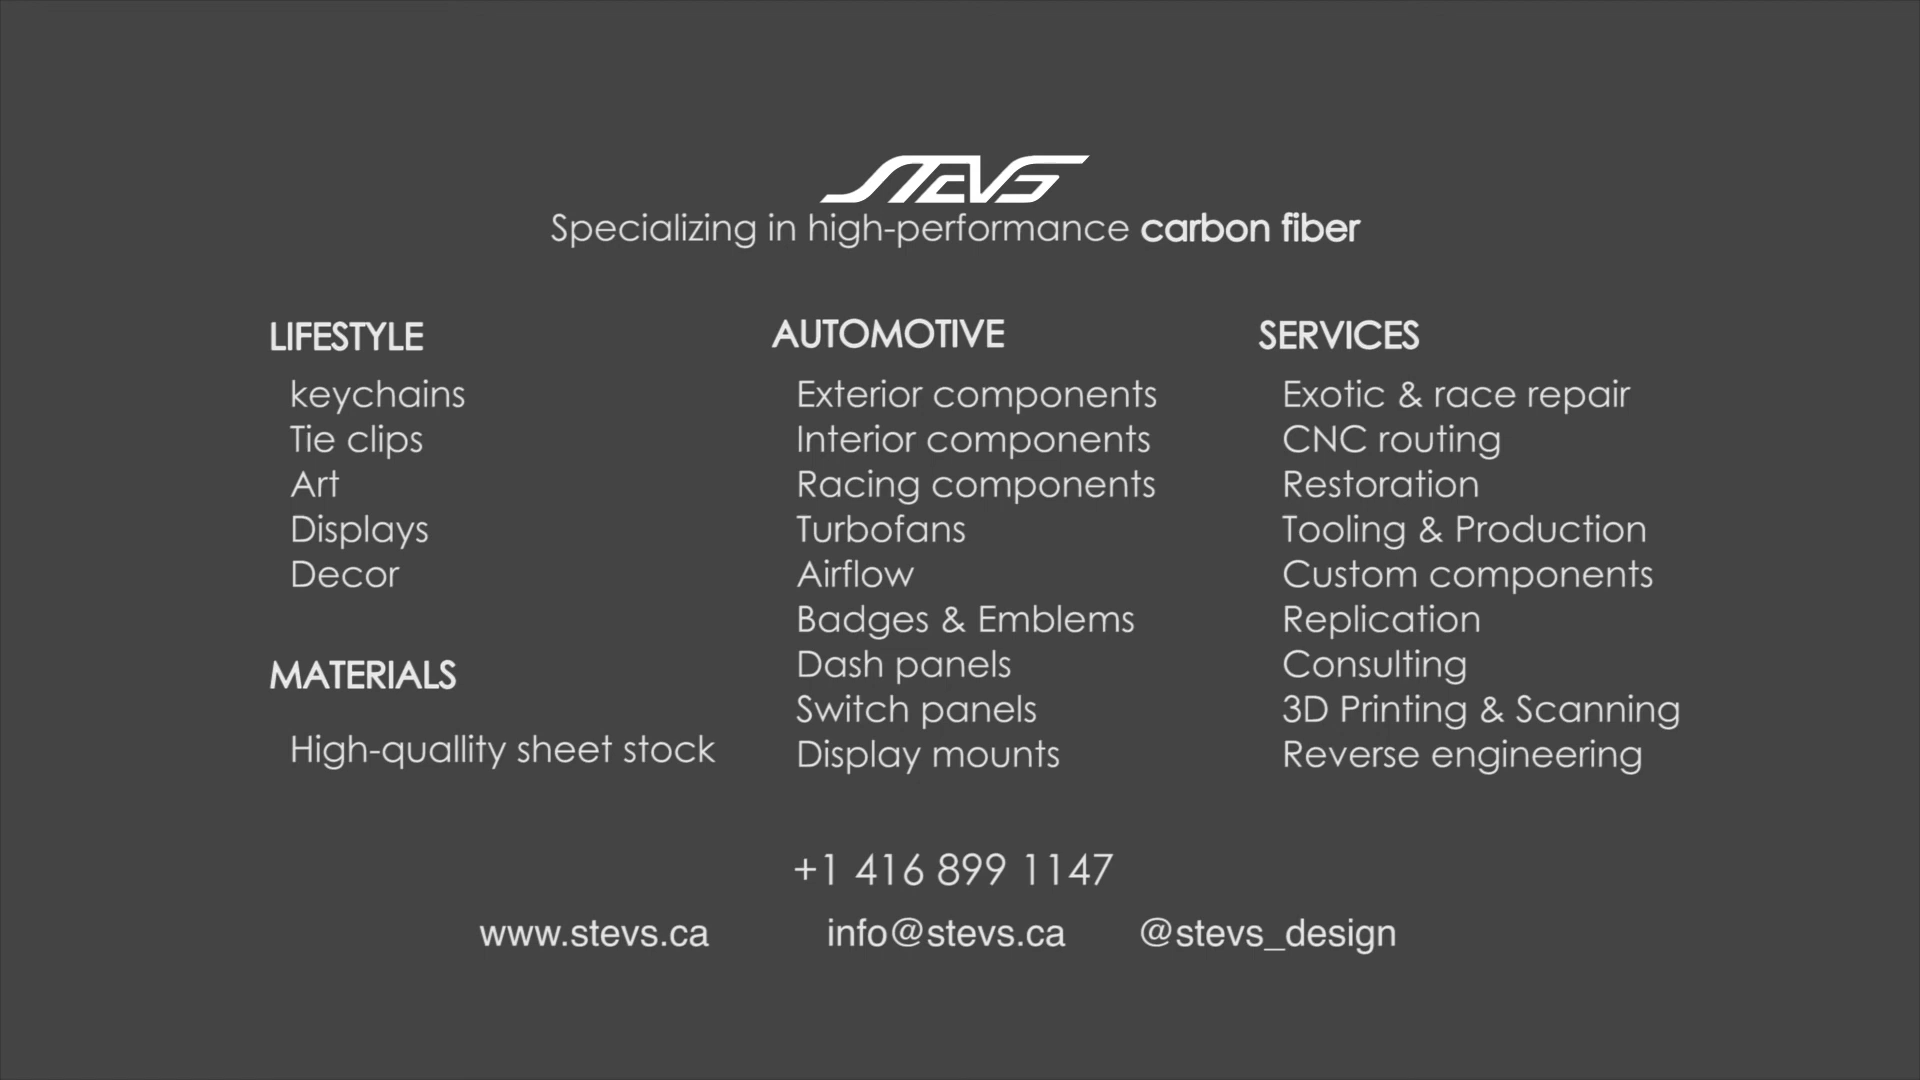 STEVS
Specializing in high-performance carbon fiber
LIFESTYLE
keychains
Tie clips
Art
Displays
Decor
MATERIALS
High-quallity sheet stock
AUTOMOTIVE
Exterior components
Interior components
Racing components
Turbofans
Airflow
Badges & Emblems
Dash panels
Switch panels
Display mounts
SERVICES
Exotic & race repair
CNC routing
Restoration
Tooling & Production
Custom components
Replication
Consulting
3D Printing & Scanning
Reverse engineering
+1 416 899 1147
www.stevs.ca info@stevs.ca @stevs_design